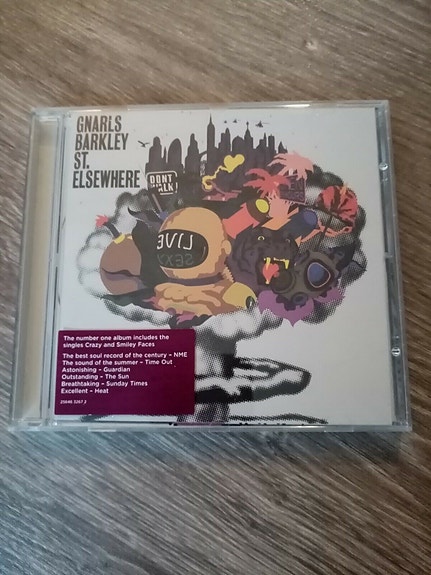 GNARLS
BARKLEY
ST.
ELSEWHERE
DONT
WALK
LIVE
SEXY
The number one album includes the
singles Crazy and Smiley Faces
The best soul record of the century – NME
The sound of the summer – Time Out
Astonishing – Guardian
Outstanding – The Sun
Breathtaking – Sunday Times
Excellent – Heat